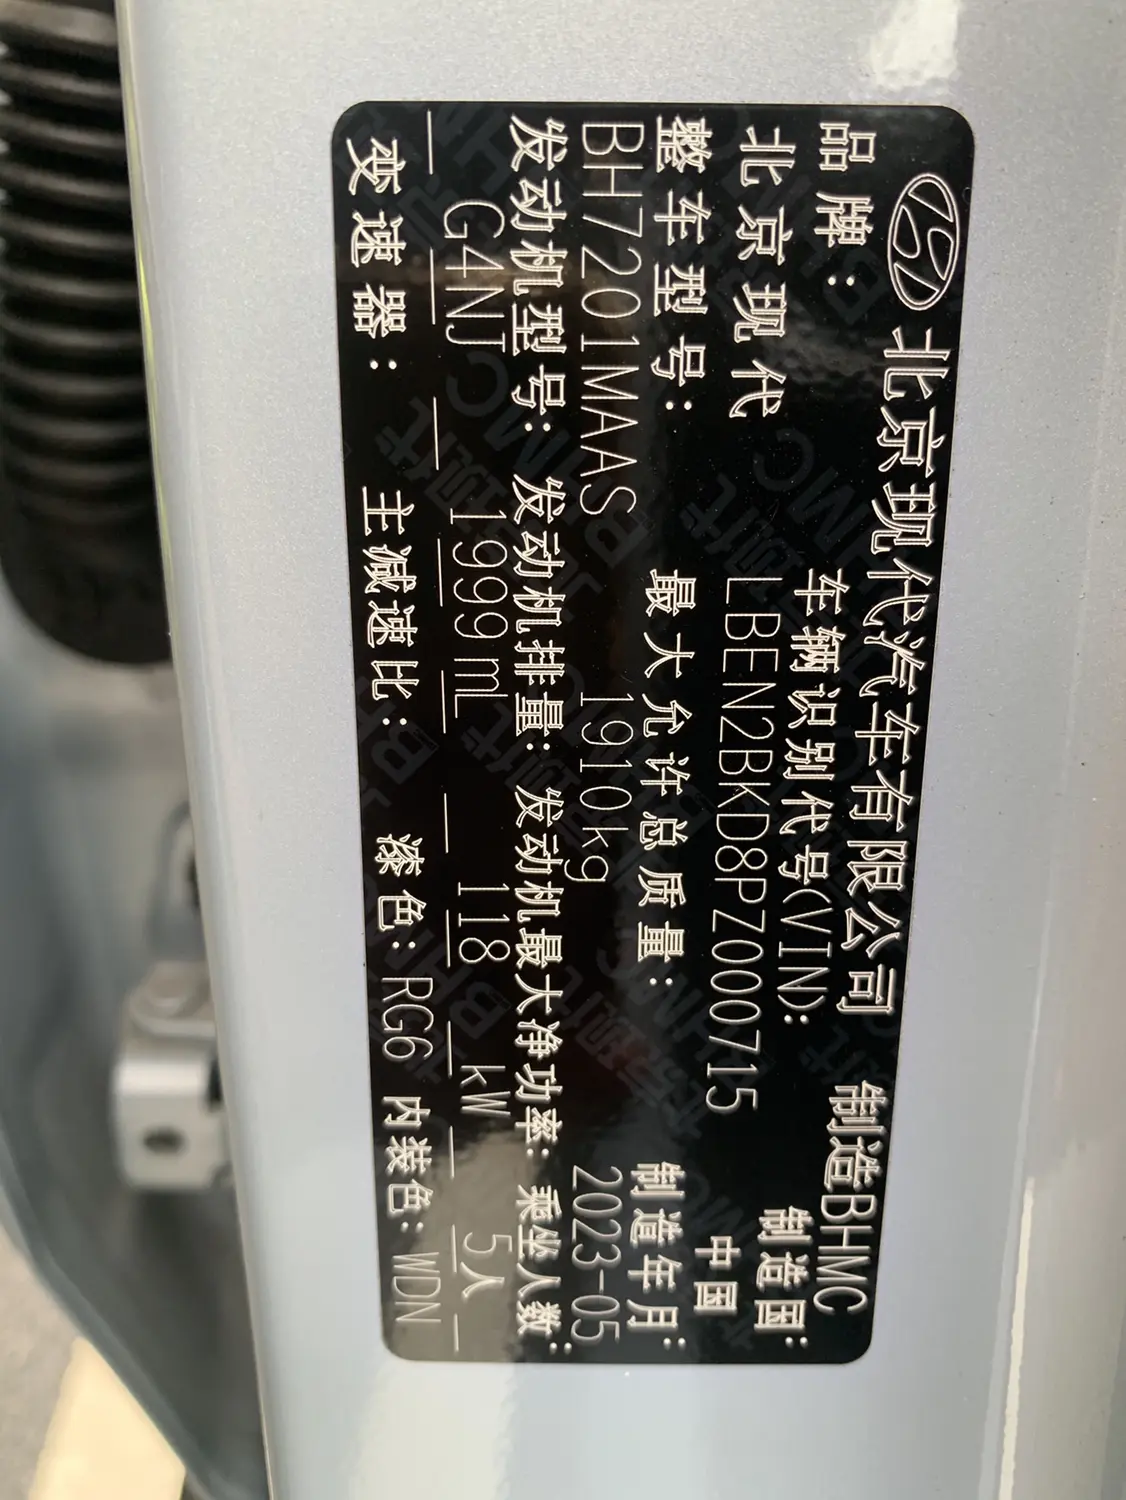 北京现代汽车有限公司 制造BHMC
品牌: 车辆识别代号(VIN): 制造国:
北京现代 LBEN2BKD8PZ000715 中国
整车型号: 最大允许总质量: 制造年月:
BH7201MAAS 1910kg 2023-05
发动机型号: 发动机排量: 发动机最大净功率: 乘坐人数:
G4NJ 1999 mL 118 kW 5人
变速器: 主减速比: 漆色: RG6 内装色: WDN